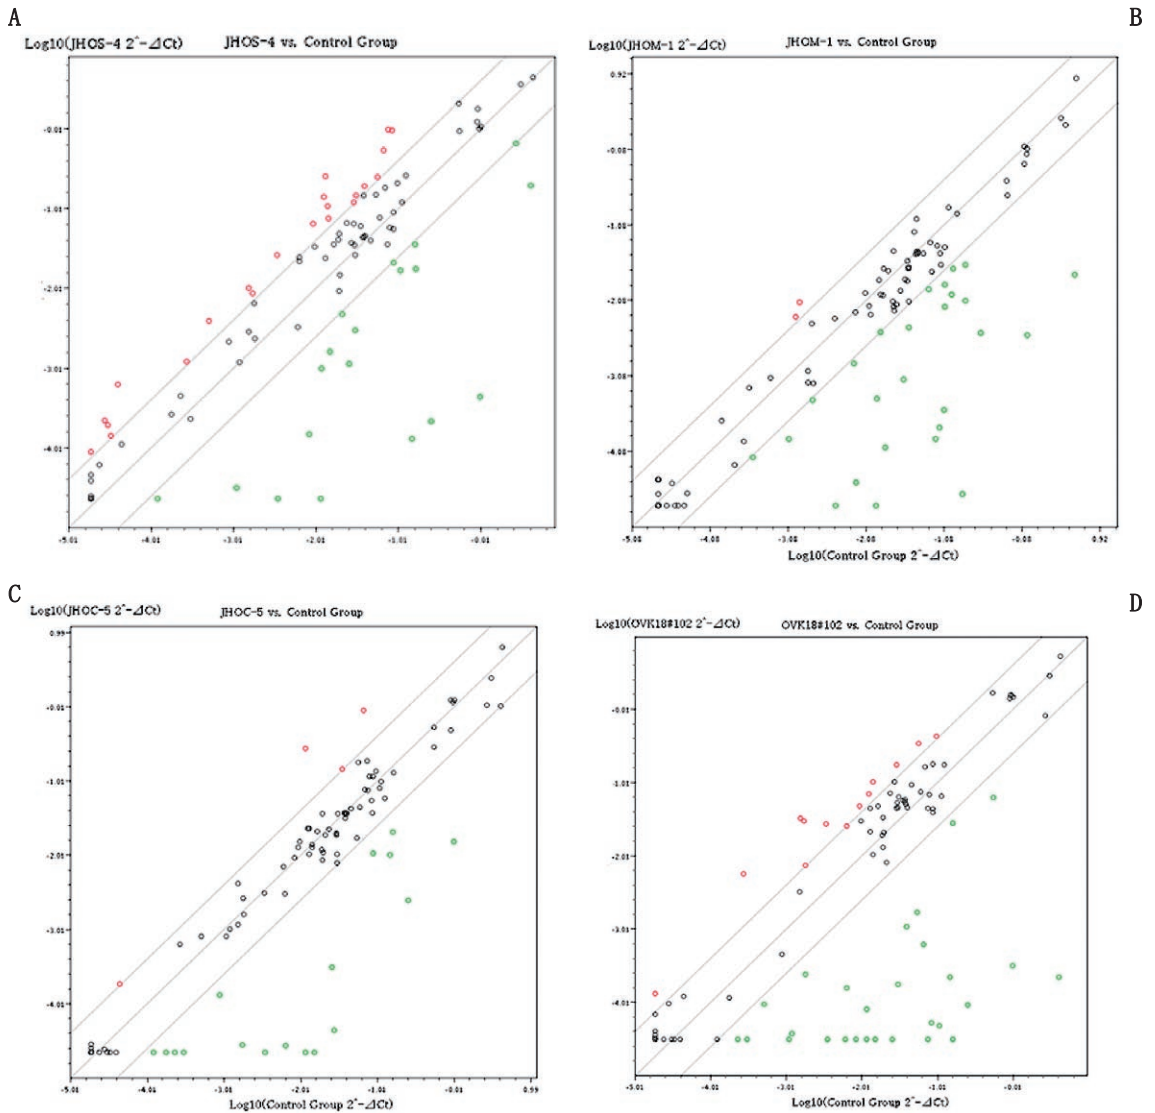 A
B
Log10(JHOS-4 2^-⊿Ct)
JHOS-4 vs. Control Group
Log10(JHOM-1 2^-⊿Ct)
JHOM-1 vs. Control Group
-0.01
-1.01
-2.01
-3.01
-4.01
-5.01 -4.01 -3.01 -2.01 -1.01 -0.01
0.92
-0.08
-1.08
-2.08
-3.08
-4.08
-5.08 -4.08 -3.08 -2.08 -1.08 -0.08 0.92
Log10(Control Group 2^-⊿Ct)
C
D
Log10(JHOC-5 2^-⊿Ct)
JHOC-5 vs. Control Group
Log10(OVK18#102 2^-⊿Ct)
OVK18#102 vs. Control Group
0.99
-0.01
-1.01
-2.01
-3.01
-4.01
-5.01 -4.01 -3.01 -2.01 -1.01 -0.01 0.99
Log10(Control Group 2^-⊿Ct)
-0.01
-1.01
-2.01
-3.01
-4.01
-5.01 -4.01 -3.01 -2.01 -1.01 -0.01
Log10(Control Group 2^-⊿Ct)